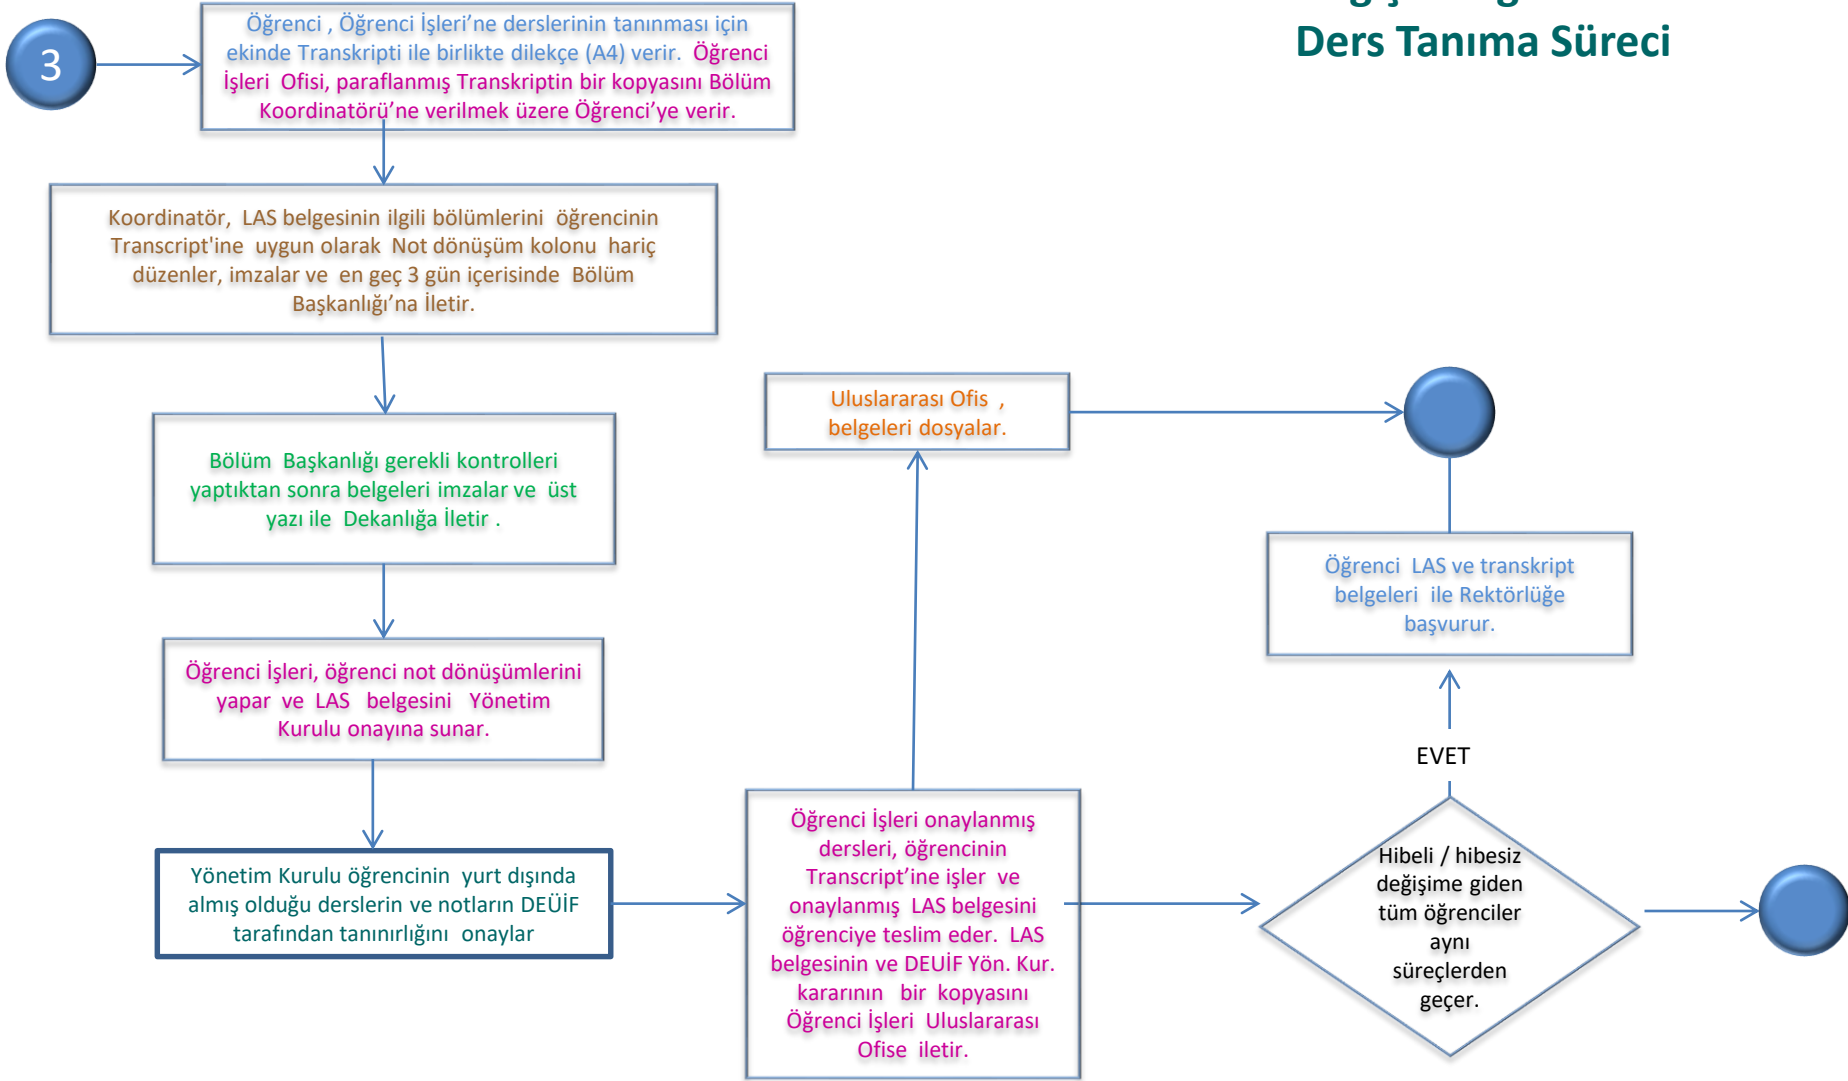 Ders Tanıma Süreci
3
Öğrenci , Öğrenci İşleri’ne derslerinin tanınması için
ekinde Transkripti ile birlikte dilekçe (A4) verir. Öğrenci
İşleri Ofisi, paraflanmış Transkriptin bir kopyasını Bölüm
Koordinatörü’ne verilmek üzere Öğrenci’ye verir.
Koordinatör, LAS belgesinin ilgili bölümlerini öğrencinin
Transcript'ine uygun olarak Not dönüşüm kolonu hariç
düzenler, imzalar ve en geç 3 gün içerisinde Bölüm
Başkanlığı’na İletir.
Bölüm Başkanlığı gerekli kontrolleri
yaptıktan sonra belgeleri imzalar ve üst
yazı ile Dekanlığa İletir .
Öğrenci İşleri, öğrenci not dönüşümlerini
yapar ve LAS belgesini Yönetim
Kurulu onayına sunar.
Yönetim Kurulu öğrencinin yurt dışında
almış olduğu derslerin ve notların DEÜİF
tarafından tanınırlığını onaylar
Uluslararası Ofis ,
belgeleri dosyalar.
Öğrenci İşleri onaylanmış
dersleri, öğrencinin
Transcript’ine işler ve
onaylanmış LAS belgesini
öğrenciye teslim eder. LAS
belgesinin ve DEUİF Yön. Kur.
kararının bir kopyasını
Öğrenci İşleri Uluslararası
Ofise iletir.
Öğrenci LAS ve transkript
belgeleri ile Rektörlüğe
başvurur.
EVET
Hibeli / hibesiz
değişime giden
tüm öğrenciler
aynı
süreçlerden
geçer.